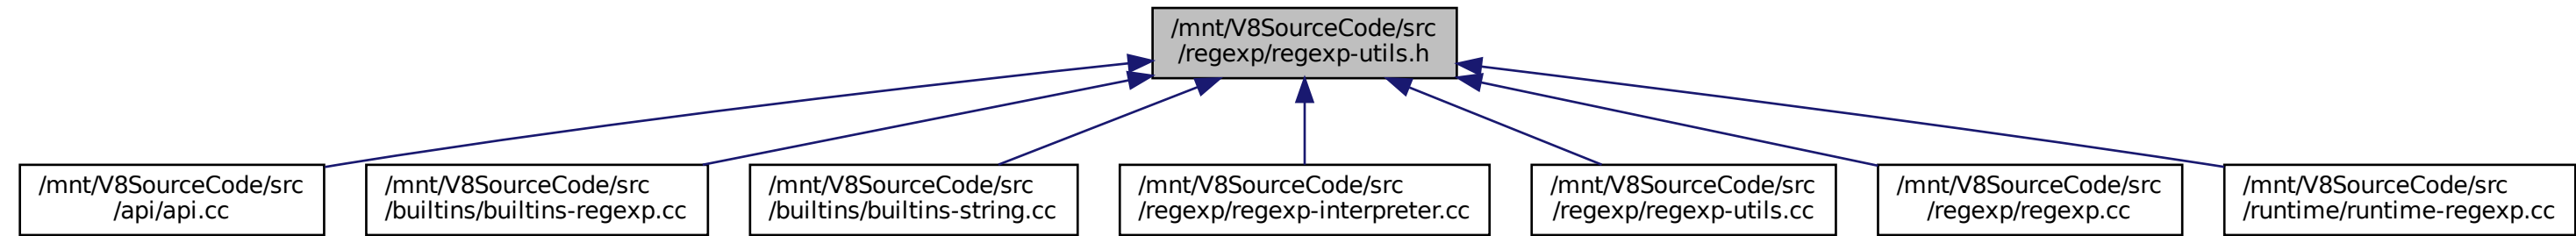 /mnt/V8SourceCode/src
/regexp/regexp-utils.h
/mnt/V8SourceCode/src
/api/api.cc
/mnt/V8SourceCode/src
/builtins/builtins-regexp.cc
/mnt/V8SourceCode/src
/builtins/builtins-string.cc
/mnt/V8SourceCode/src
/regexp/regexp-interpreter.cc
/mnt/V8SourceCode/src
/regexp/regexp-utils.cc
/mnt/V8SourceCode/src
/regexp/regexp.cc
/mnt/V8SourceCode/src
/runtime/runtime-regexp.cc